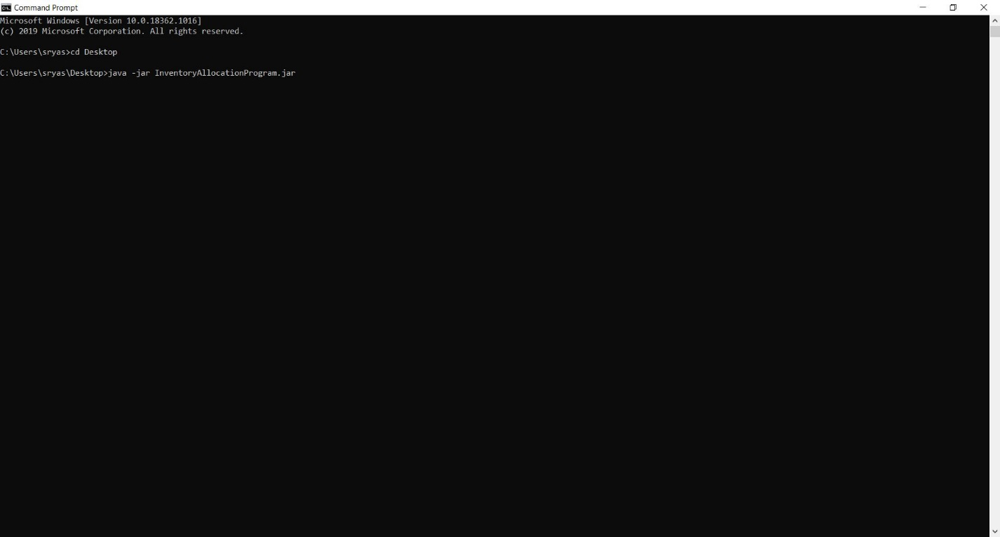 Command Prompt
Microsoft Windows [Version 10.0.18362.1016]
(c) 2019 Microsoft Corporation. All rights reserved.
C:\Users\sryas>cd Desktop
C:\Users\sryas\Desktop>java -jar InventoryAllocationProgram.jar